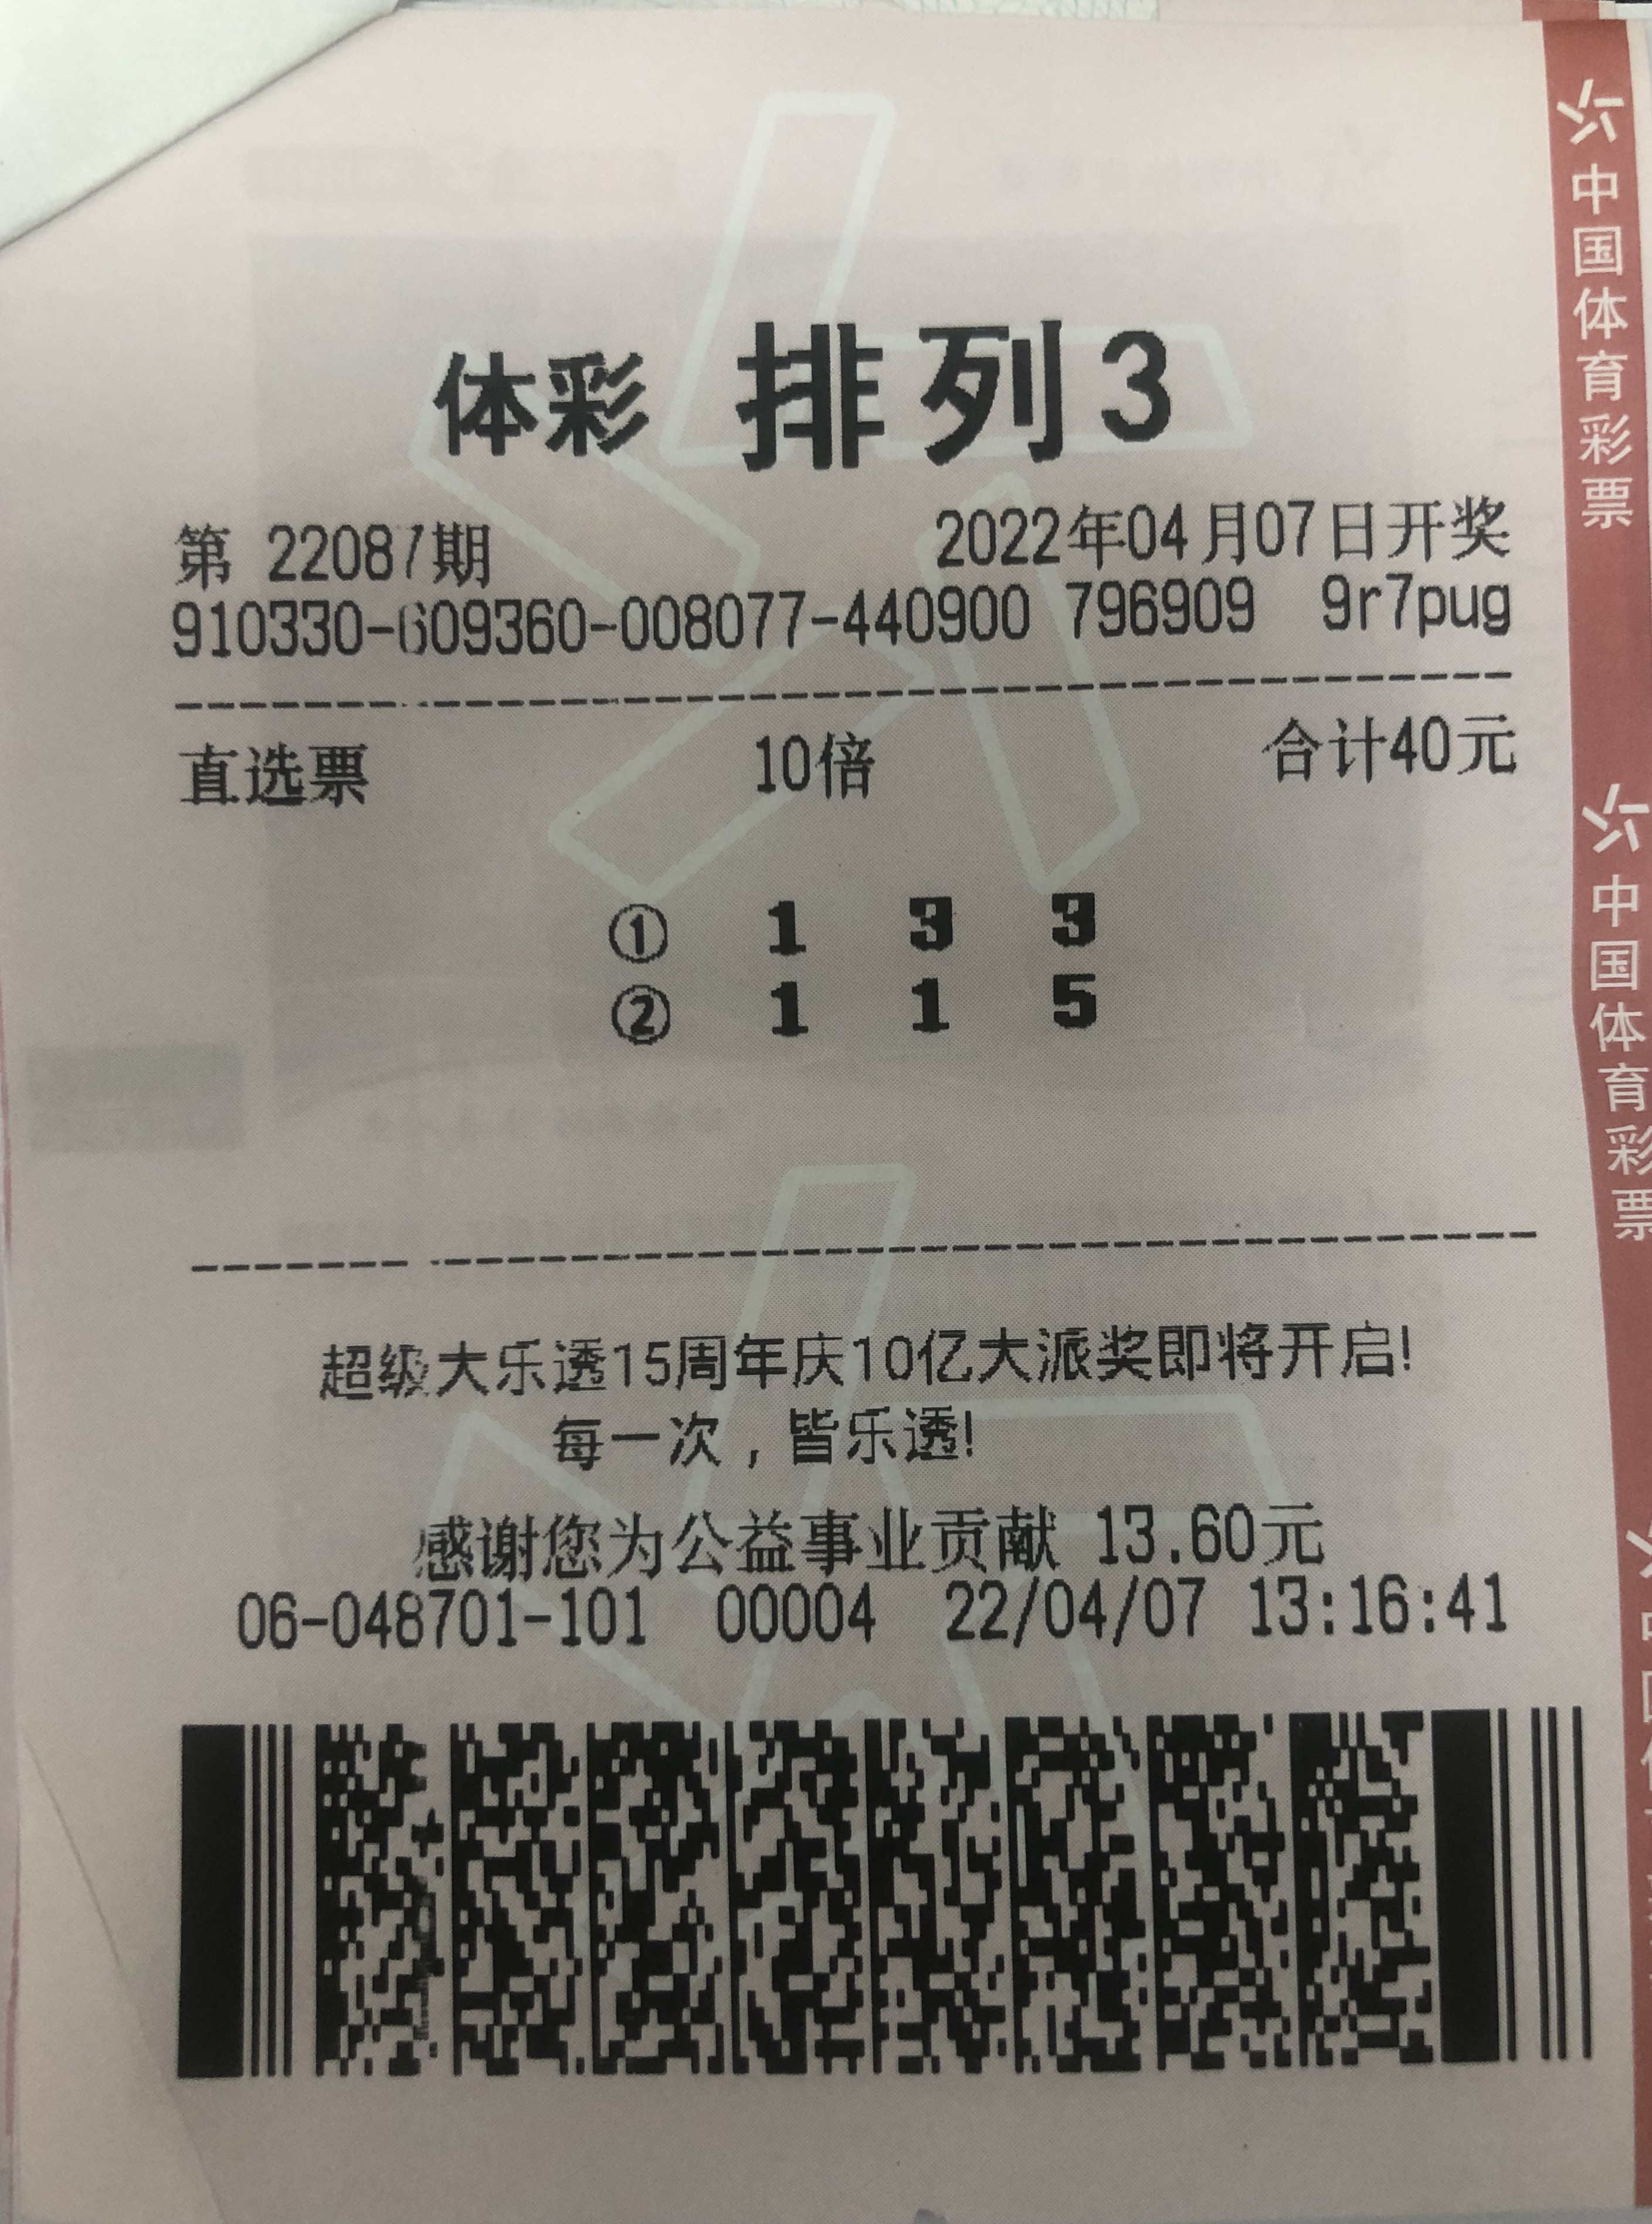 体彩 排列3
第 22087期 2022年04月07日开奖
910330-609360-008077-440900 796909 9r7pug
直选票 10倍 合计40元
① 1 3 3
② 1 1 5
超级大乐透15周年庆10亿大派奖即将开启!
每一次,皆乐透!
感谢您为公益事业贡献 13.60元
06-048701-101 00004 22/04/07 13:16:41
中国体育彩票
中国体育彩票